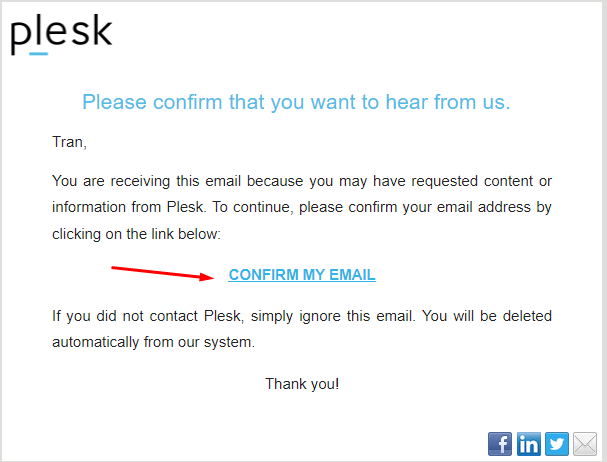 plesk
Please confirm that you want to hear from us.
Tran,
You are receiving this email because you may have requested content or
information from Plesk. To continue, please confirm your email address by
clicking on the link below:
CONFIRM MY EMAIL
If you did not contact Plesk, simply ignore this email. You will be deleted
automatically from our system.
Thank you!
f in